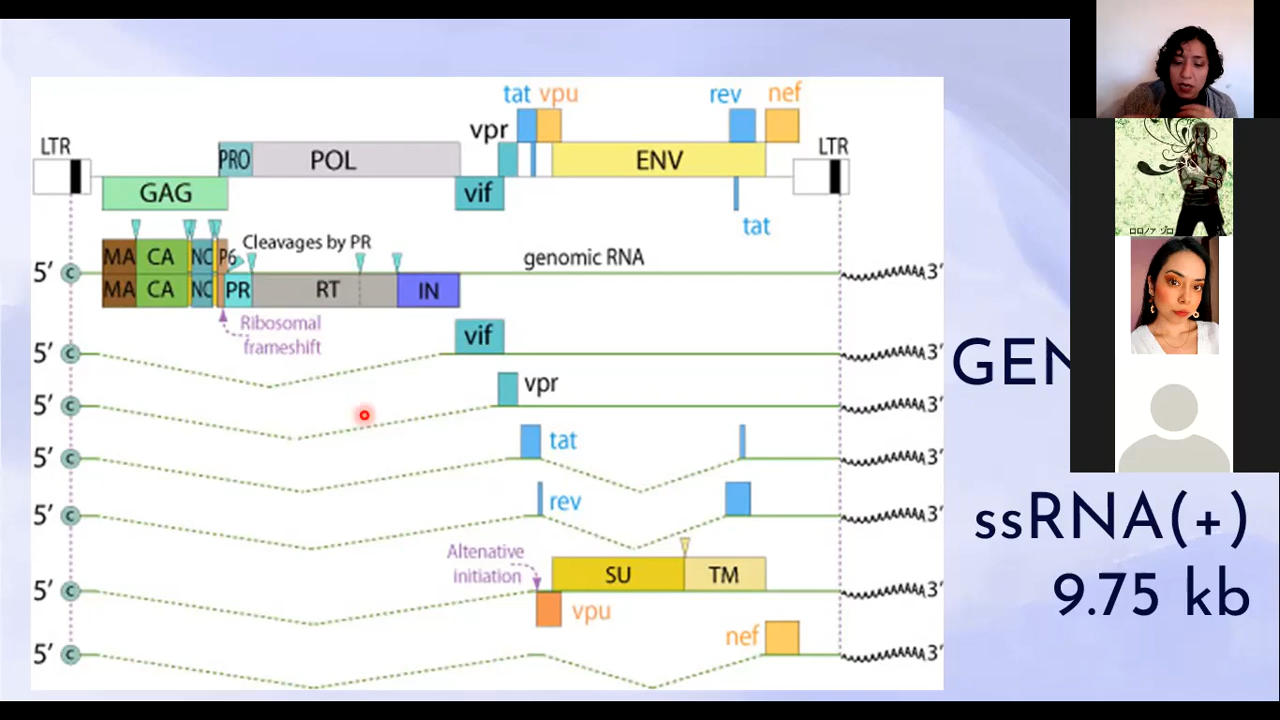 tat vpu rev nef
LTR vpr LTR
PRO POL ENV
GAG vif
tat
MA CA NC P6 Cleavages by PR genomic RNA
5′ C 3′
MA CA NC PR RT IN
Ribosomal
frameshift
vif
5′ C 3′
GEN
vpr
5′ C 3′
tat
5′ C 3′
rev
5′ C 3′
ssRNA(+)
Altenative
initiation
SU TM
5′ C 3′
9.75 kb
vpu
nef
5′ C 3′